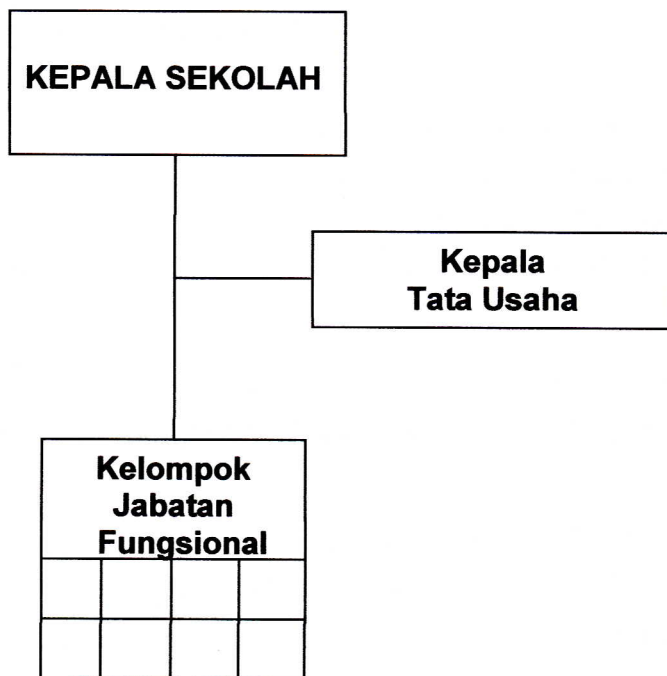 KEPALA SEKOLAH
Kepala
Tata Usaha
Kelompok
Jabatan
Fungsional